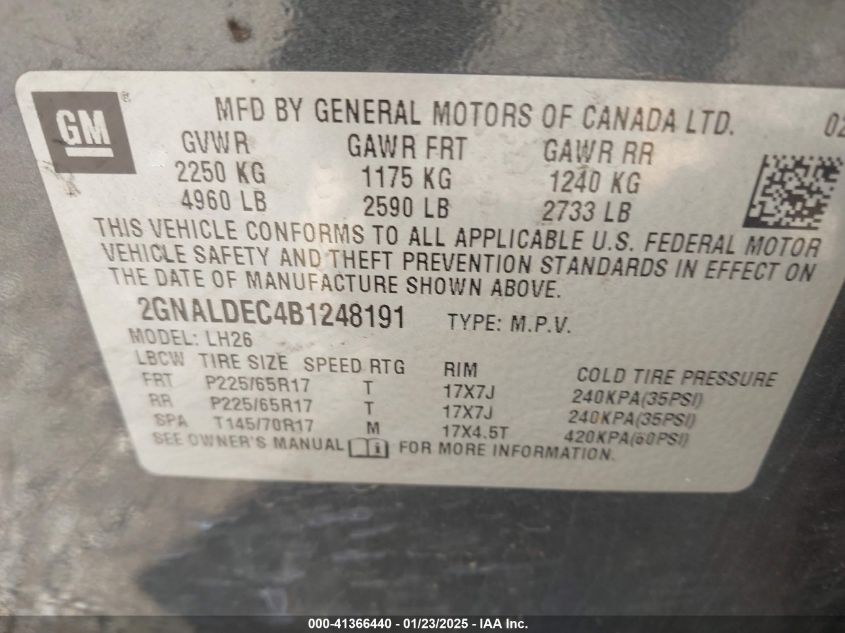 GM ®
MFD BY GENERAL MOTORS OF CANADA LTD. 02
GVWR GAWR FRT GAWR RR
2250 KG 1175 KG 1240 KG
4960 LB 2590 LB 2733 LB
THIS VEHICLE CONFORMS TO ALL APPLICABLE U.S. FEDERAL MOTOR
VEHICLE SAFETY AND THEFT PREVENTION STANDARDS IN EFFECT ON
THE DATE OF MANUFACTURE SHOWN ABOVE.
2GNALDEC4B1248191 TYPE: M.P.V.
MODEL: LH26
LBCW TIRE SIZE SPEED RTG RIM COLD TIRE PRESSURE
FRT P225/65R17 T 17X7J 240KPA(35PSI)
RR P225/65R17 T 17X7J 240KPA(35PSI)
SPA T145/70R17 M 17X4.5T 420KPA(60PSI)
SEE OWNER'S MANUAL FOR MORE INFORMATION.
000-41366440 - 01/23/2025 - IAA Inc.